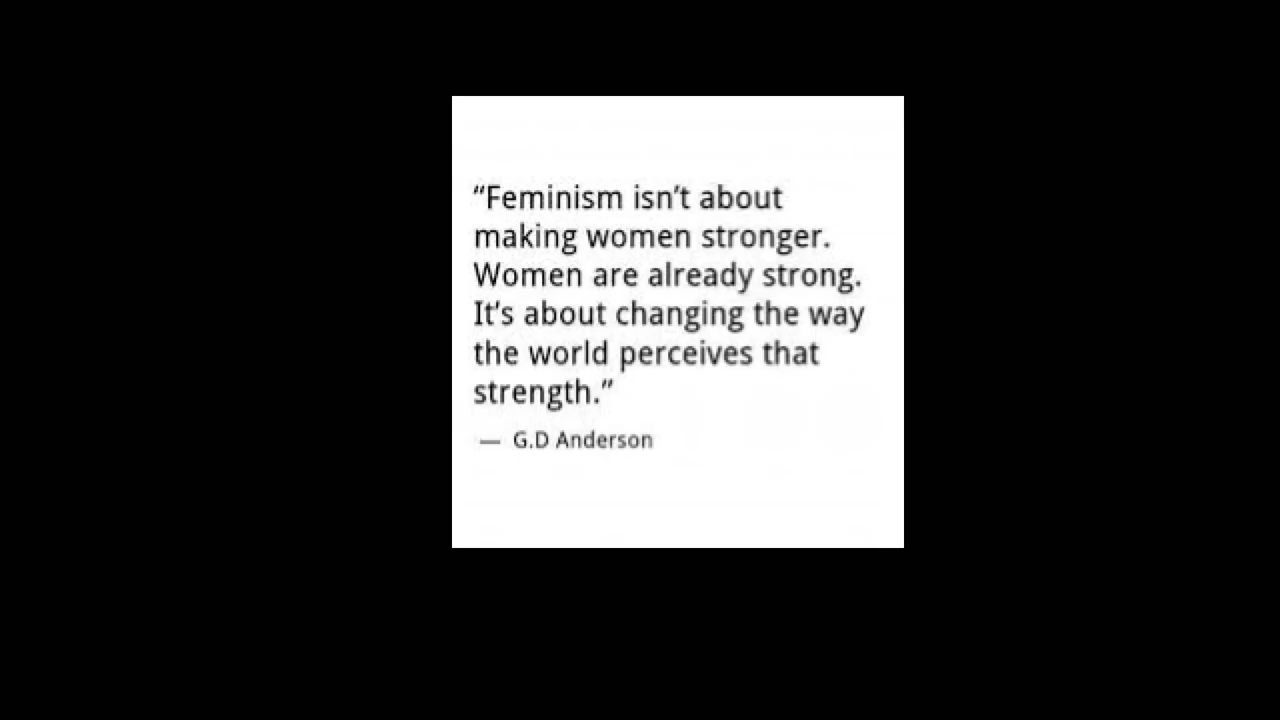 “Feminism isn’t about
making women stronger.
Women are already strong.
It’s about changing the way
the world perceives that
strength.”
— G.D Anderson